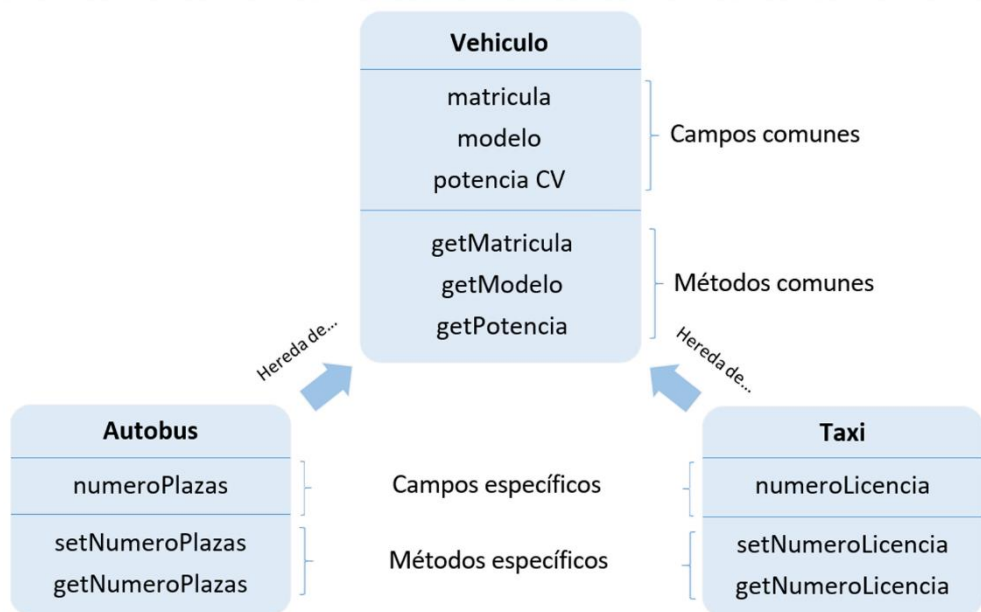 Vehiculo
matricula
modelo
potencia CV
Campos comunes
getMatricula
getModelo
getPotencia
Métodos comunes
Hereda de...
Hereda de...
Autobus
numeroPlazas
setNumeroPlazas
getNumeroPlazas
Campos específicos
Métodos específicos
Taxi
numeroLicencia
setNumeroLicencia
getNumeroLicencia